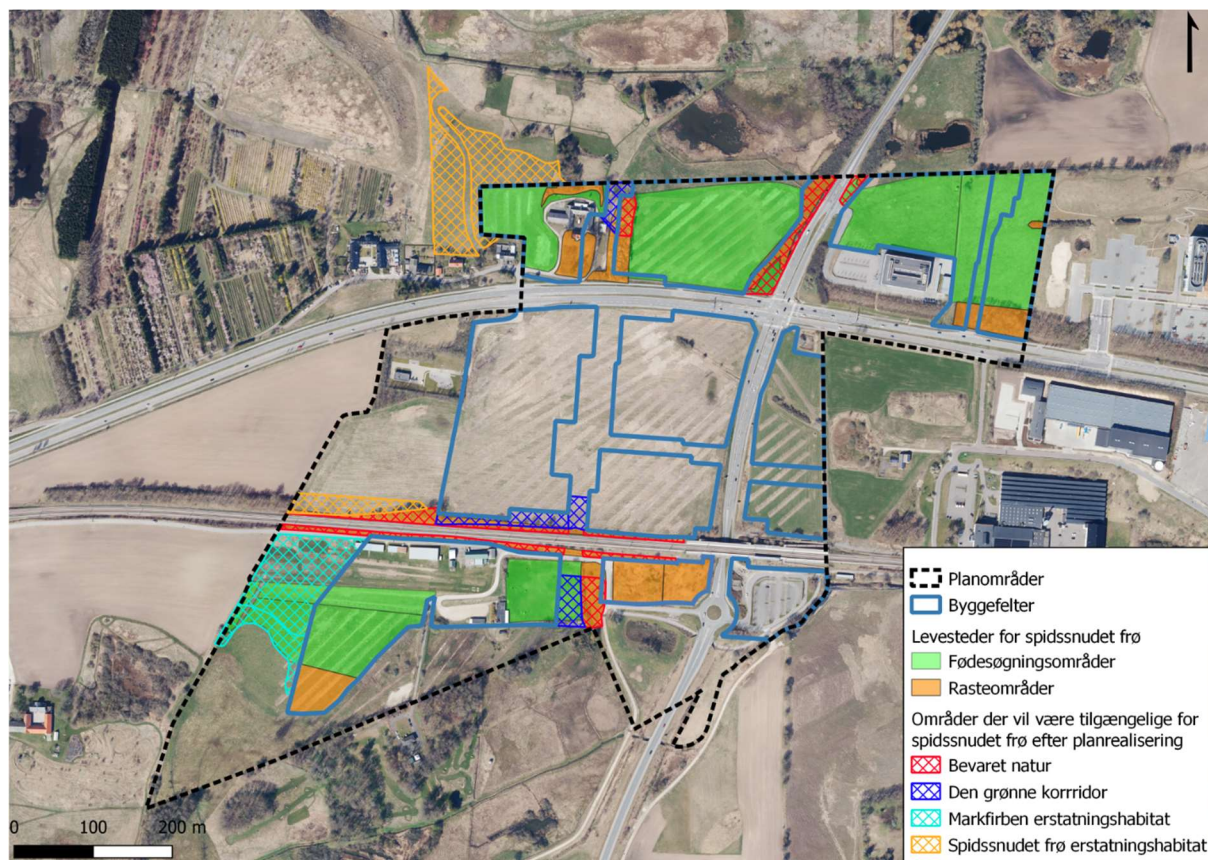 Planområder
Byggefelter
Levesteder for spidssnudet frø
Fødesøgningsområder
Rasteområder
Områder der vil være tilgængelige for
spidssnudet frø efter planrealisering
Bevaret natur
Den grønne korrridor
Markfirben erstatningshabitat
Spidssnudet frø erstatningshabitat
0 100 200 m